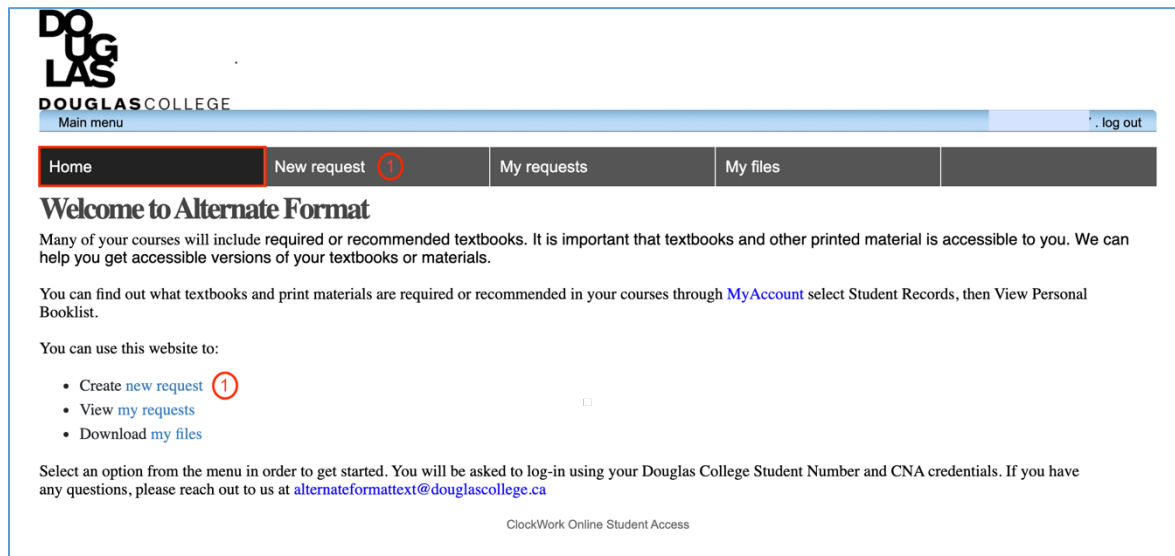 DO
UG
LAS
DOUGLASCOLLEGE
Main menu . log out
Home New request 1 My requests My files
Welcome to Alternate Format
Many of your courses will include required or recommended textbooks. It is important that textbooks and other printed material is accessible to you. We can
help you get accessible versions of your textbooks or materials.
You can find out what textbooks and print materials are required or recommended in your courses through MyAccount select Student Records, then View Personal
Booklist.
You can use this website to:
• Create new request 1
• View my requests
• Download my files
Select an option from the menu in order to get started. You will be asked to log-in using your Douglas College Student Number and CNA credentials. If you have
any questions, please reach out to us at alternateformattext@douglascollege.ca
ClockWork Online Student Access